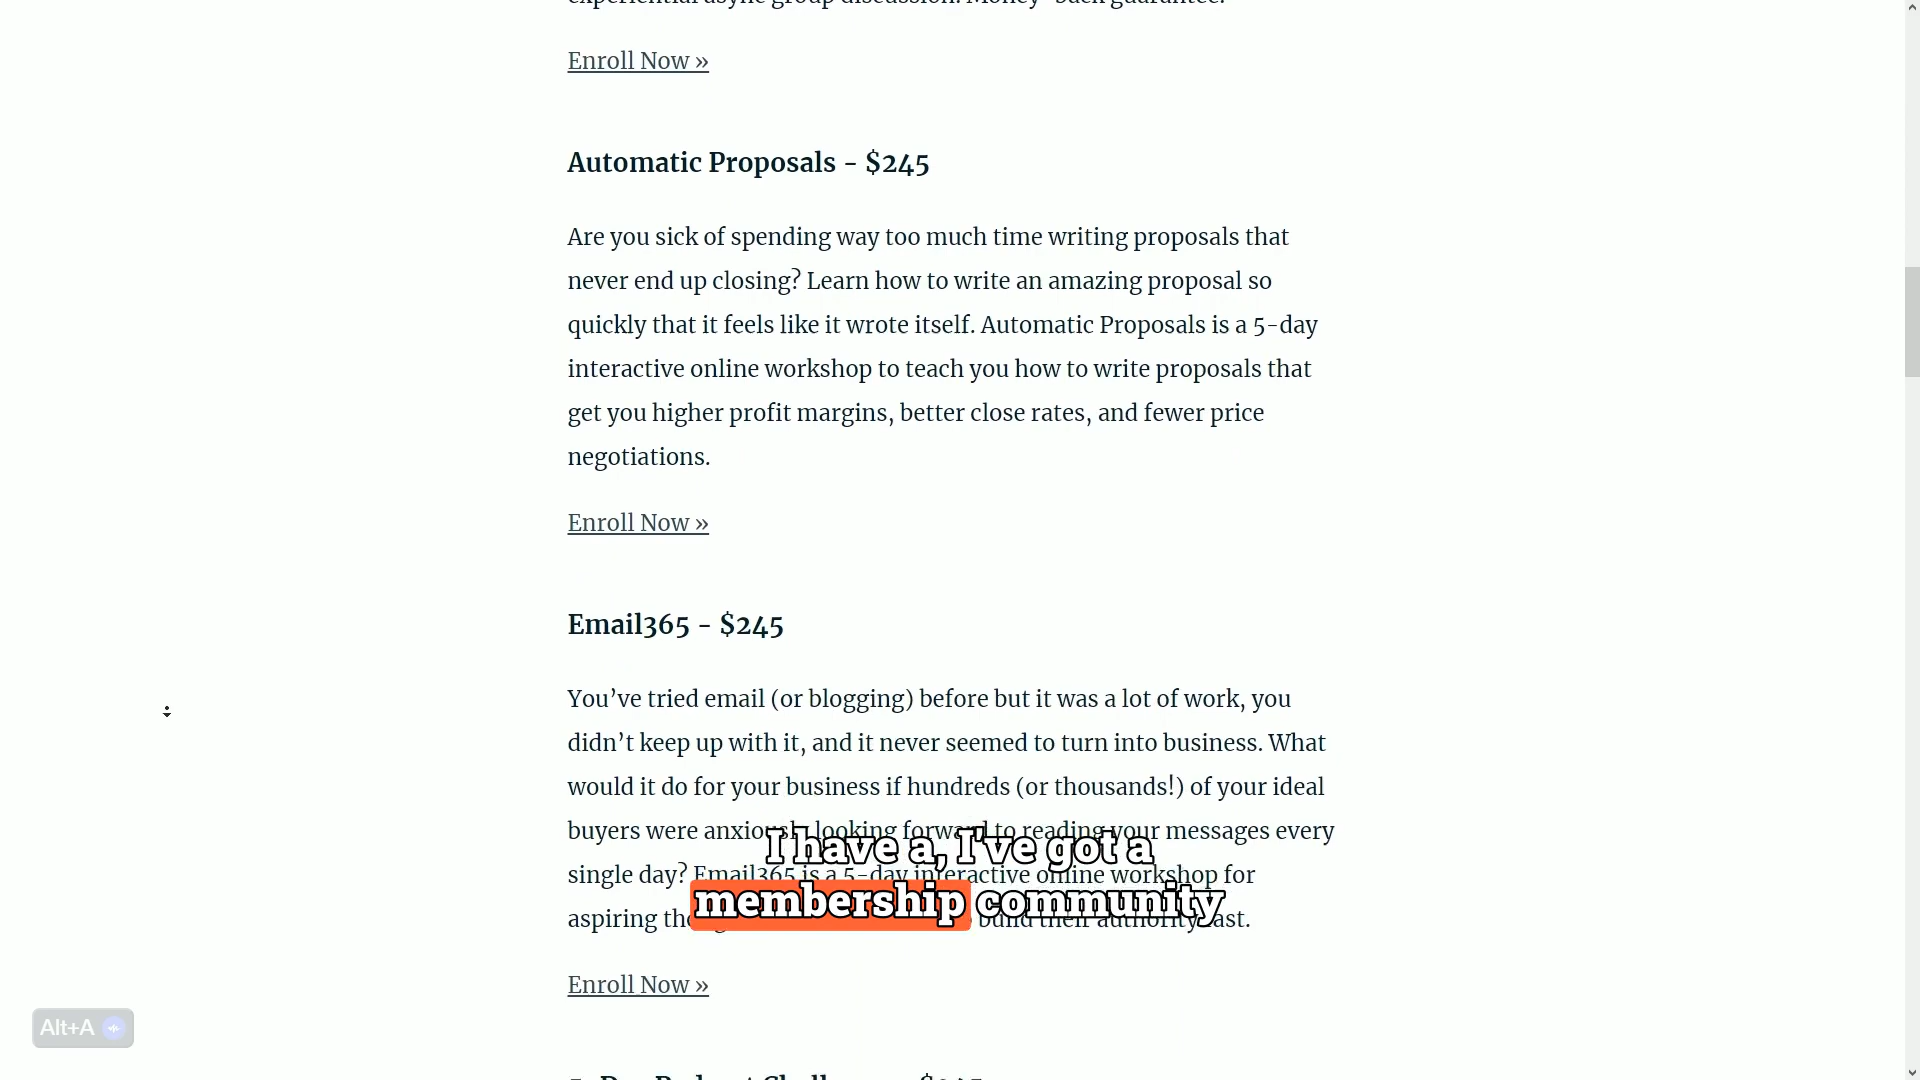 Enroll Now »
Automatic Proposals - $245
Are you sick of spending way too much time writing proposals that
never end up closing? Learn how to write an amazing proposal so
quickly that it feels like it wrote itself. Automatic Proposals is a 5-day
interactive online workshop to teach you how to write proposals that
get you higher profit margins, better close rates, and fewer price
negotiations.
Enroll Now »
Email365 - $245
You’ve tried email (or blogging) before but it was a lot of work, you
didn’t keep up with it, and it never seemed to turn into business. What
would it do for your business if hundreds (or thousands!) of your ideal
buyers were anxiously looking forward to reading your messages every
I have a, I've got a
single day? Email365 is a 5-day interactive online workshop for
membership community
aspiring build their authority fast.
Enroll Now »
Alt+A